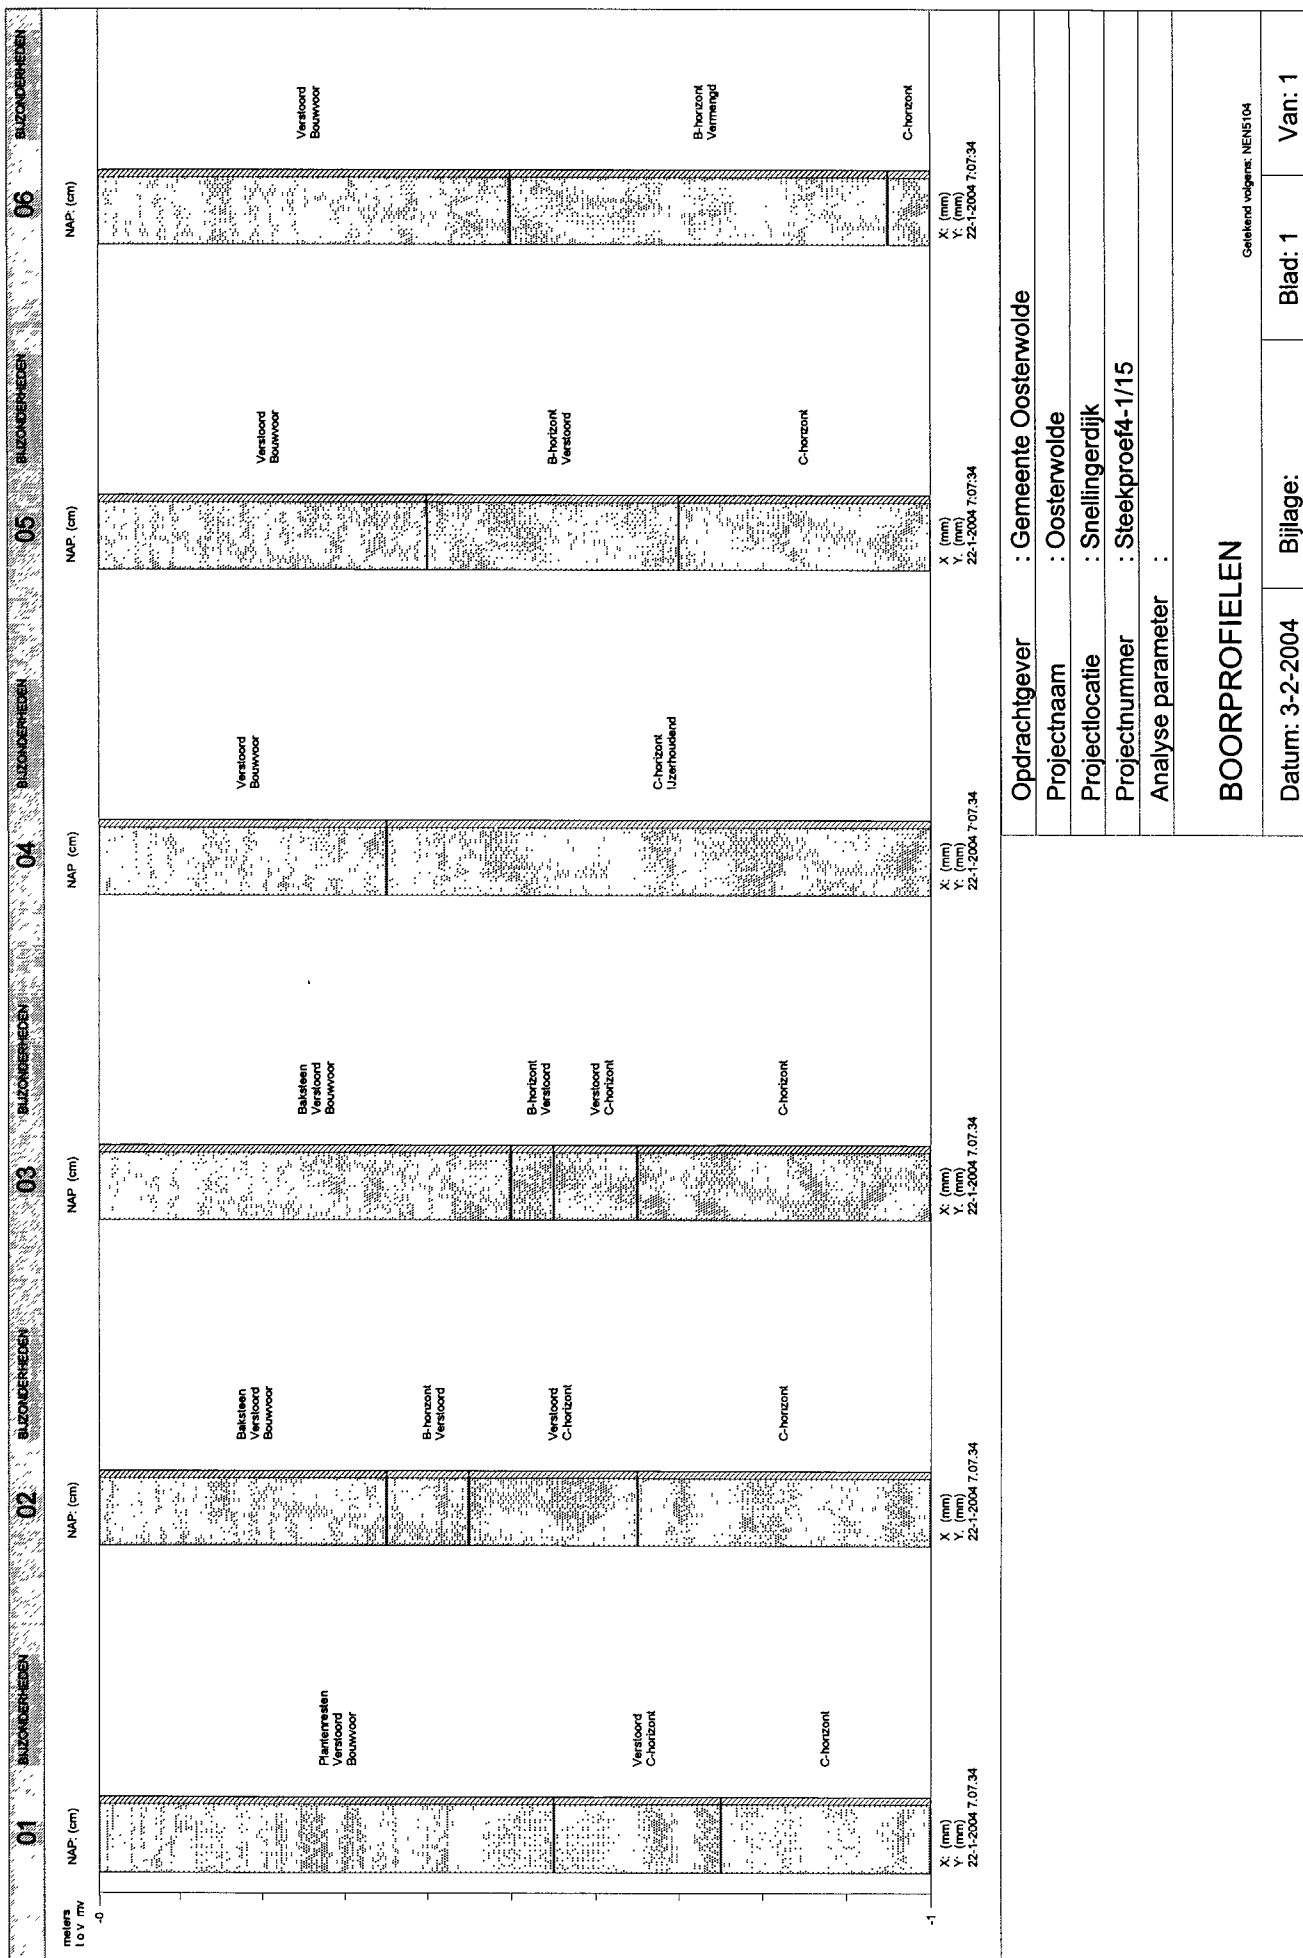 01 BIJZONDERHEDEN 02 BIJZONDERHEDEN 03 BIJZONDERHEDEN 04 BIJZONDERHEDEN 05 BIJZONDERHEDEN 06 BIJZONDERHEDEN
meters
t o v mv
-0
-1
NAP: (cm)
Plantenresten
Verstoord
Bouwvoor
Verstoord
C-horizont
C-horizont
X: (mm)
Y (mm)
22-1-2004 7.07.34
NAP: (cm)
Baksteen
Verstoord
Bouwvoor
B-horizont
Verstoord
Verstoord
C-horizont
C-horizont
X (mm)
Y. (mm)
22-1-2004 7.07.34
NAP (cm)
Baksteen
Verstoord
Bouwvoor
B-horizont
Verstoord
Verstoord
C-horizont
C-horizont
X: (mm)
Y. (mm)
22-1-2004 7.07.34
NAP (cm)
Verstoord
Bouwvoor
C-horizont
IJzerhoudend
X: (mm)
Y: (mm)
22-1-2004 7:07.34
NAP. (cm)
Verstoord
Bouwvoor
B-horizont
Verstoord
C-horizont
X (mm)
Y. (mm)
22-1-2004 7:07:34
NAP: (cm)
Verstoord
Bouwvoor
B-horizont
Vermengd
C-horizont
X: (mm)
Y: (mm)
22-1-2004 7:07:34
Opdrachtgever : Gemeente Oosterwolde
Projectnaam : Oosterwolde
Projectlocatie : Snellingerdijk
Projectnummer : Steekproef4-1/15
Analyse parameter :
BOORPROFIELEN
Getekend volgens: NEN5104
Datum: 3-2-2004 Bijlage: Blad: 1 Van: 1